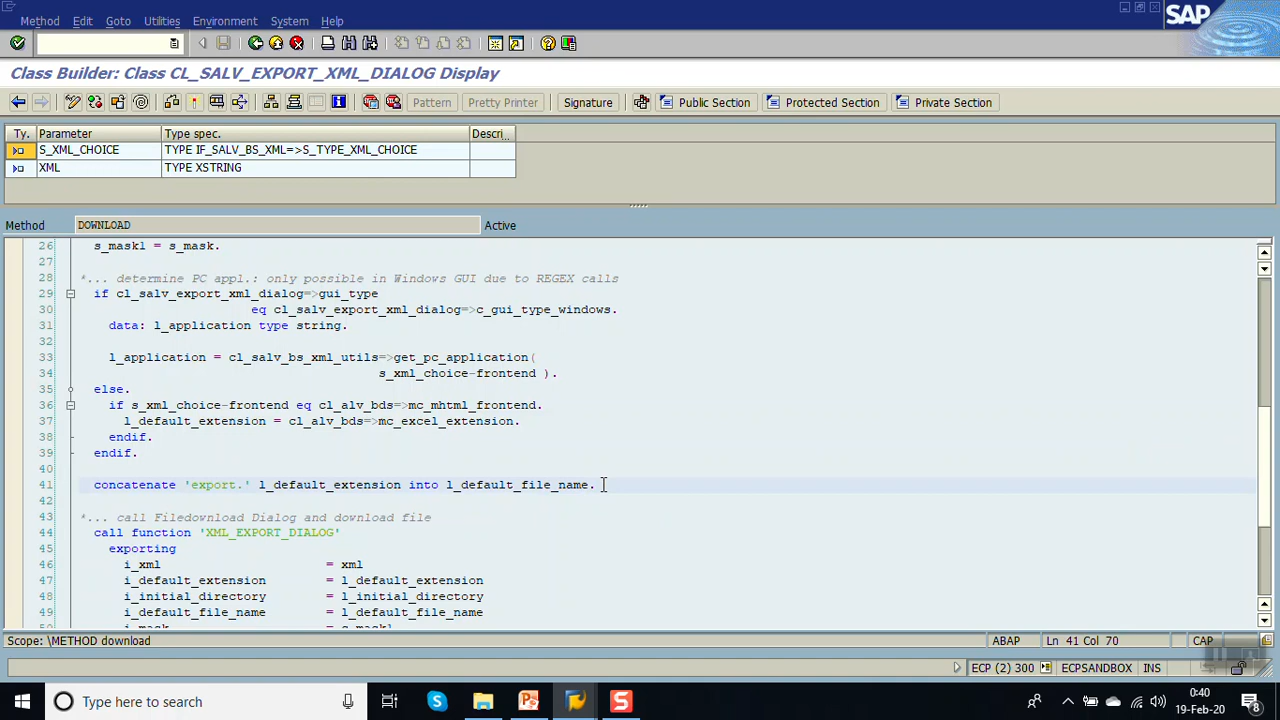 Method Edit Goto Utilities Environment System Help
SAP
Class Builder: Class CL_SALV_EXPORT_XML_DIALOG Display
Pattern Pretty Printer Signature Public Section Protected Section Private Section
Ty. Parameter Type spec. Descri..
S_XML_CHOICE TYPE IF_SALV_BS_XML=>S_TYPE_XML_CHOICE
XML TYPE XSTRING
Method DOWNLOAD Active
26 s_mask1 = s_mask.
27
28 *... determine PC appl.: only possible in Windows GUI due to REGEX calls
29 if cl_salv_export_xml_dialog=>gui_type
30 eq cl_salv_export_xml_dialog=>c_gui_type_windows.
31 data: l_application type string.
32
33 l_application = cl_salv_bs_xml_utils=>get_pc_application(
34 s_xml_choice-frontend ).
35 else.
36 if s_xml_choice-frontend eq cl_alv_bds=>mc_mhtml_frontend.
37 l_default_extension = cl_alv_bds=>mc_excel_extension.
38 endif.
39 endif.
40
41 concatenate 'export.' l_default_extension into l_default_file_name.
42
43 *... call Filedownload Dialog and download file
44 call function 'XML_EXPORT_DIALOG'
45 exporting
46 i_xml = xml
47 i_default_extension = l_default_extension
48 i_initial_directory = l_initial_directory
49 i_default_file_name = l_default_file_name
Scope: \METHOD download ABAP Ln 41 Col 70 CAP
ECP (2) 300 ECPSANDBOX INS
Type here to search
0:40
19-Feb-20
8